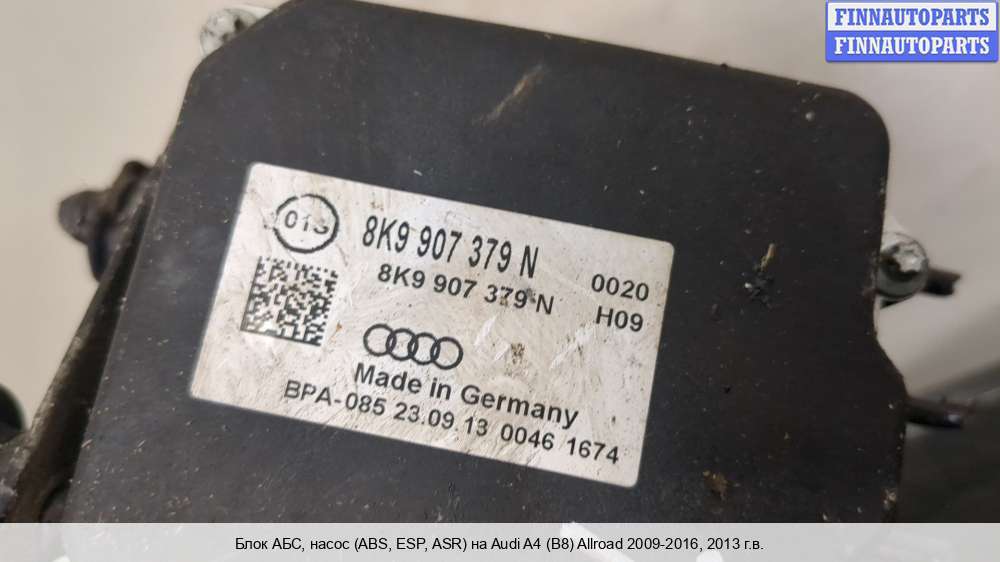 FINNAUTOPARTS
FINNAUTOPARTS
013
8K9 907 379 N
8K9 907 379 N
0020
H09
Made in Germany
BPA-085 23.09.13 0046 1674
Блок АБС, насос (ABS, ESP, ASR) на Audi A4 (B8) Allroad 2009-2016, 2013 г.в.